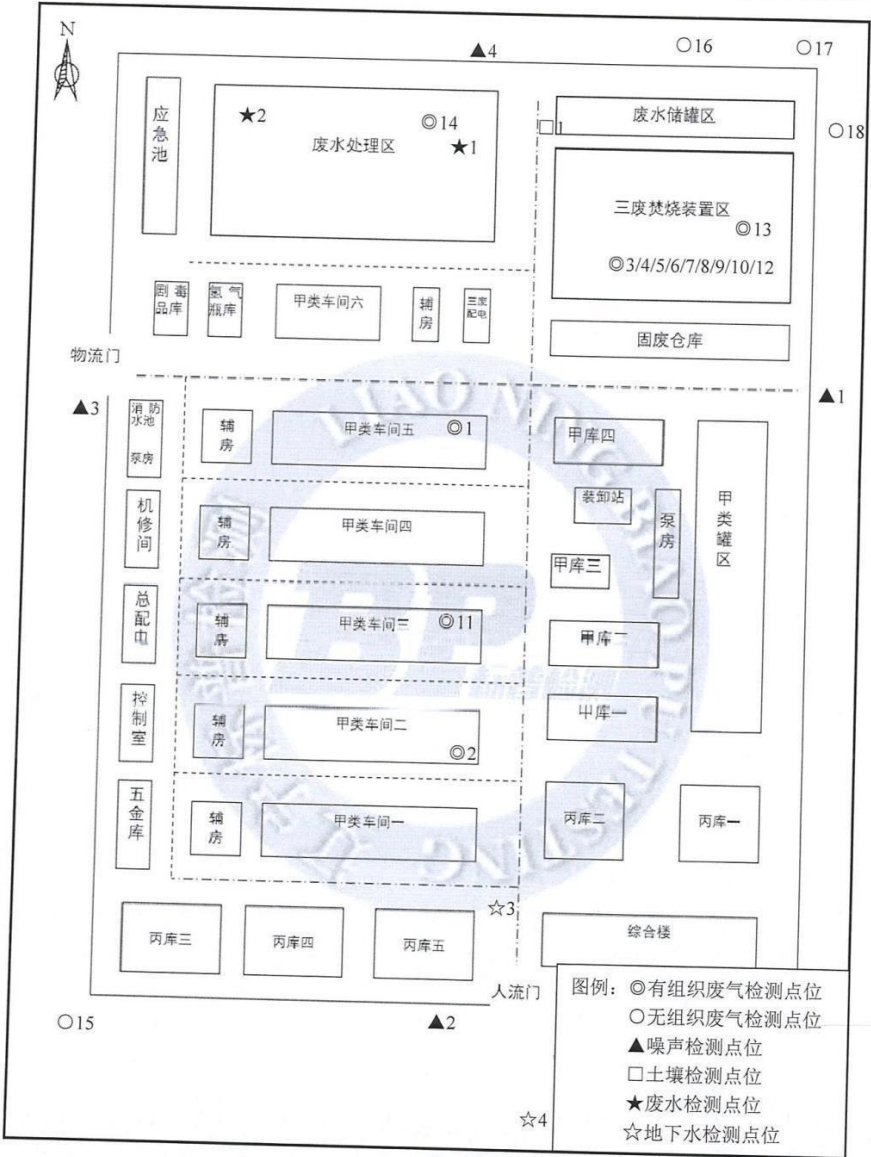 N
▲4
○16
○17
应急池
★2
◎14
废水处理区
★1
□1
废水储罐区
○18
三废焚烧装置区
◎13
◎3/4/5/6/7/8/9/10/12
剧毒
品库
氢气
瓶库
甲类车间六
辅房
三废
配电
固废仓库
物流门
▲3
▲1
消防
水池
泵房
辅房
甲类车间五
◎1
甲库四
机修间
辅房
甲类车间四
装卸站
泵房
甲类罐区
甲库三
总配电
辅房
甲类车间三
◎11
甲库二
控制室
辅房
甲类车间二
◎2
甲库一
五金库
辅房
甲类车间一
丙库二
丙库一
☆3
丙库三
丙库四
丙库五
综合楼
人流门
○15
▲2
☆4
图例：◎有组织废气检测点位
○无组织废气检测点位
▲噪声检测点位
□土壤检测点位
★废水检测点位
☆地下水检测点位
LIAO NING BIAO PU TESTING
BP